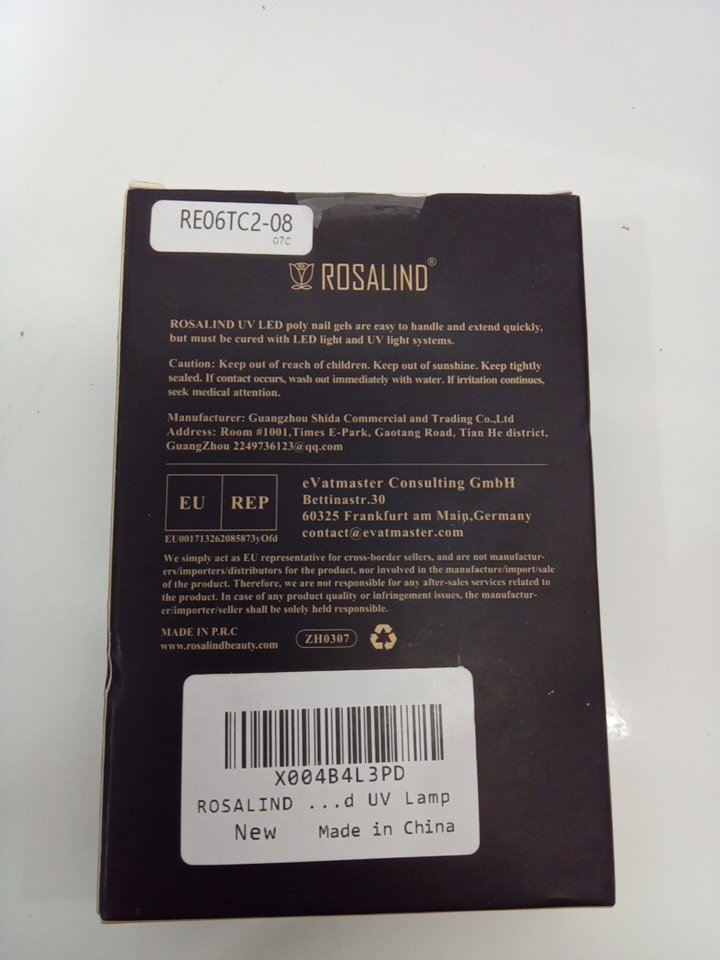 RE06TC2-08
07C
ROSALIND®
ROSALIND UV LED poly nail gels are easy to handle and extend quickly,
but must be cured with LED light and UV light systems.
Caution: Keep out of reach of children. Keep out of sunshine. Keep tightly
sealed. If contact occurs, wash out immediately with water. If irritation continues,
seek medical attention.
Manufacturer: Guangzhou Shida Commercial and Trading Co.,Ltd
Address: Room #1001,Times E-Park, Gaotang Road, Tian He district,
GuangZhou 2249736123@qq.com
EU REP
EU001713262085873yOfd
eVatmaster Consulting GmbH
Bettinastr.30
60325 Frankfurt am Main,Germany
contact@evatmaster.com
We simply act as EU representative for cross-border sellers, and are not manufactur-
ers/importers/distributors for the product, nor involved in the manufacture/import/sale
of the product. Therefore, we are not responsible for any after-sales services related to
the product. In case of any product quality or infringement issues, the manufactur-
er/importer/seller shall be solely held responsible.
MADE IN P.R.C
www.rosalindbeauty.com
ZH0307
X004B4L3PD
ROSALIND ...d UV Lamp
New Made in China